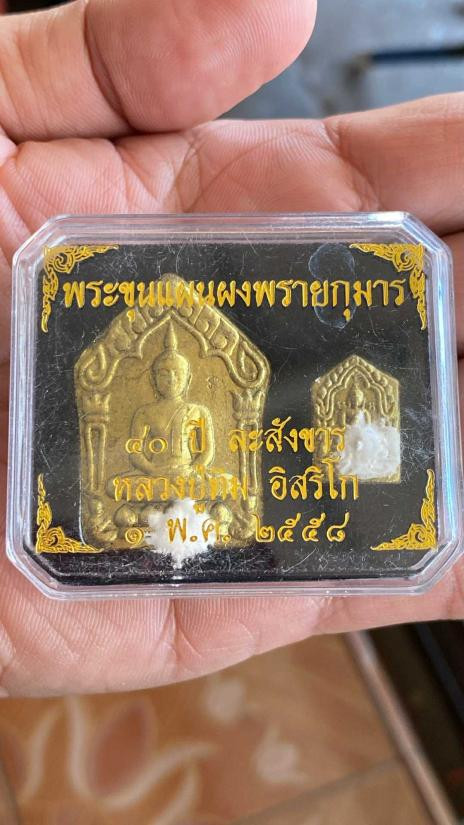 พระขุนแผนผงพรายกุมาร
๔๐ ปี ละสังขาร
หลวงปู่ทิม อิสริโก
๑ พ.ค. ๒๕๕๘